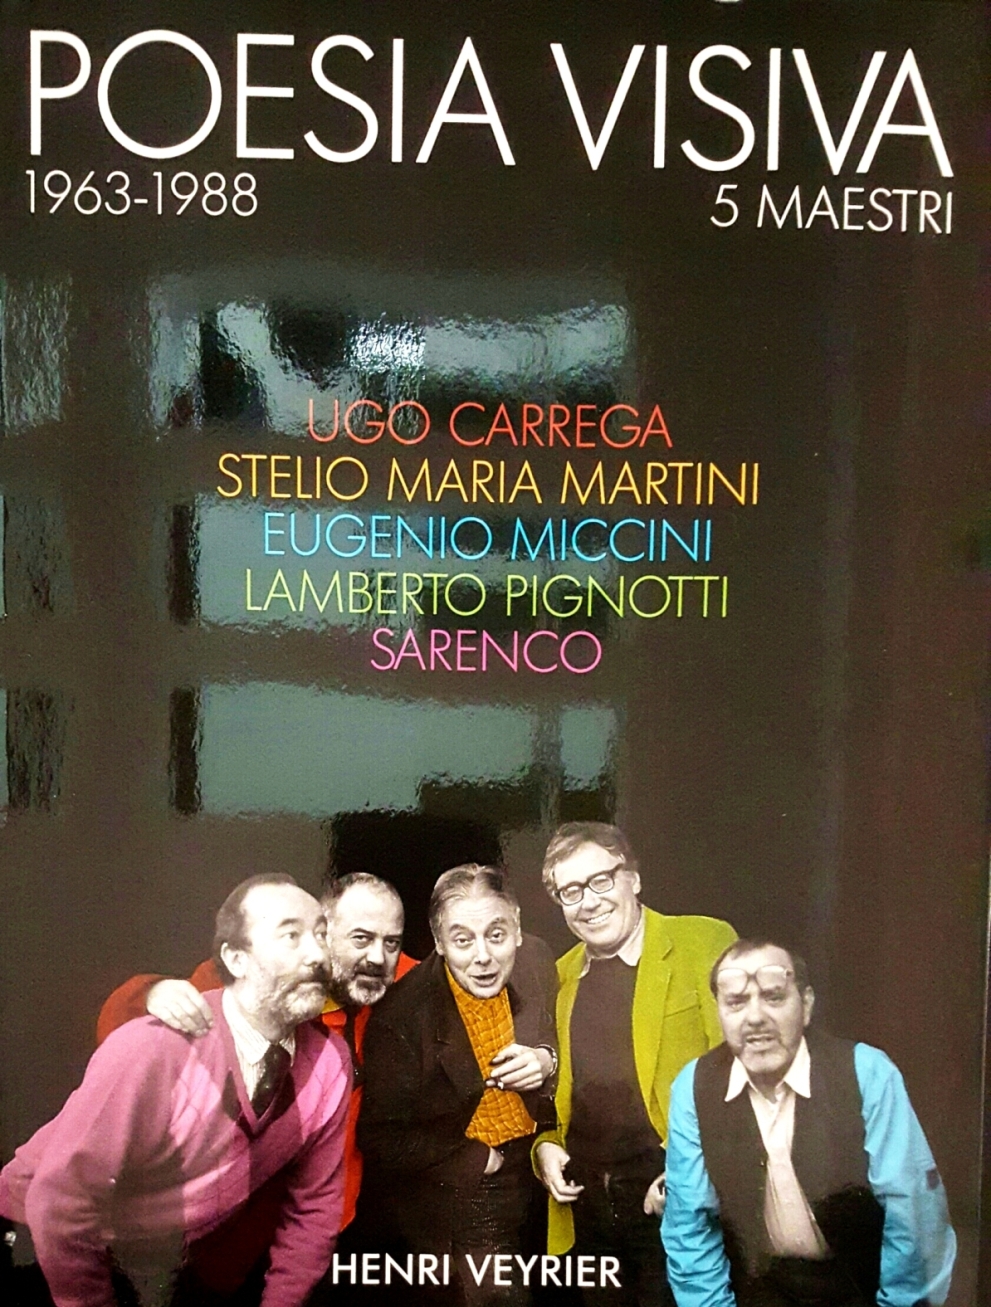 POESIA VISIVA
1963-1988
5 MAESTRI
UGO CARREGA
STELIO MARIA MARTINI
EUGENIO MICCINI
LAMBERTO PIGNOTTI
SARENCO
HENRI VEYRIER